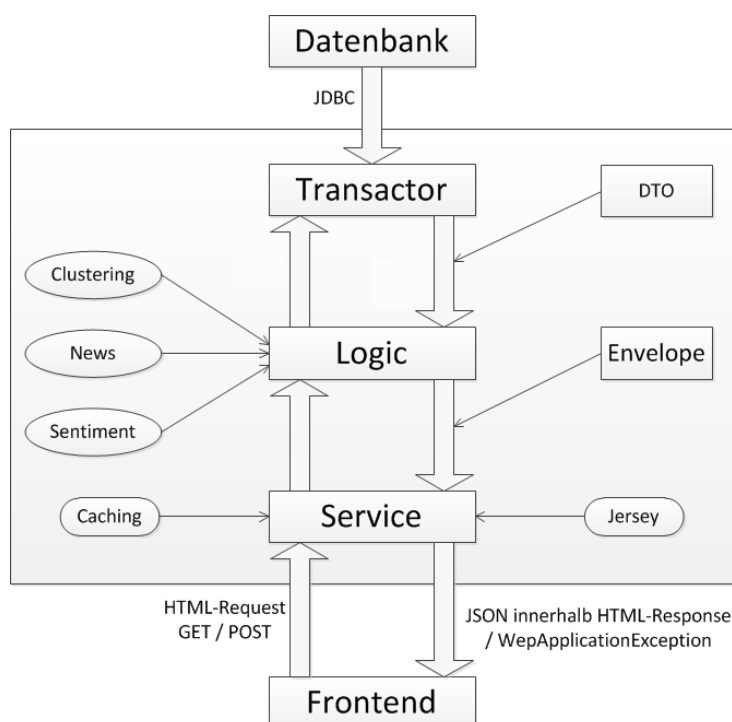 Datenbank
JDBC
Transactor
DTO
Clustering
News
Logic
Envelope
Sentiment
Caching
Service
Jersey
HTML-Request
GET / POST
JSON innerhalb HTML-Response
/ WepApplicationException
Frontend